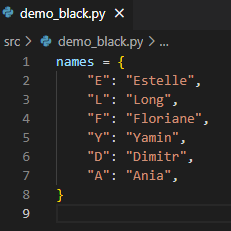 demo_black.py ×
src > demo_black.py > ...
1 names = {
2     "E": "Estelle",
3     "L": "Long",
4     "F": "Floriane",
5     "Y": "Yamin",
6     "D": "Dimitr",
7     "A": "Ania",
8 }
9